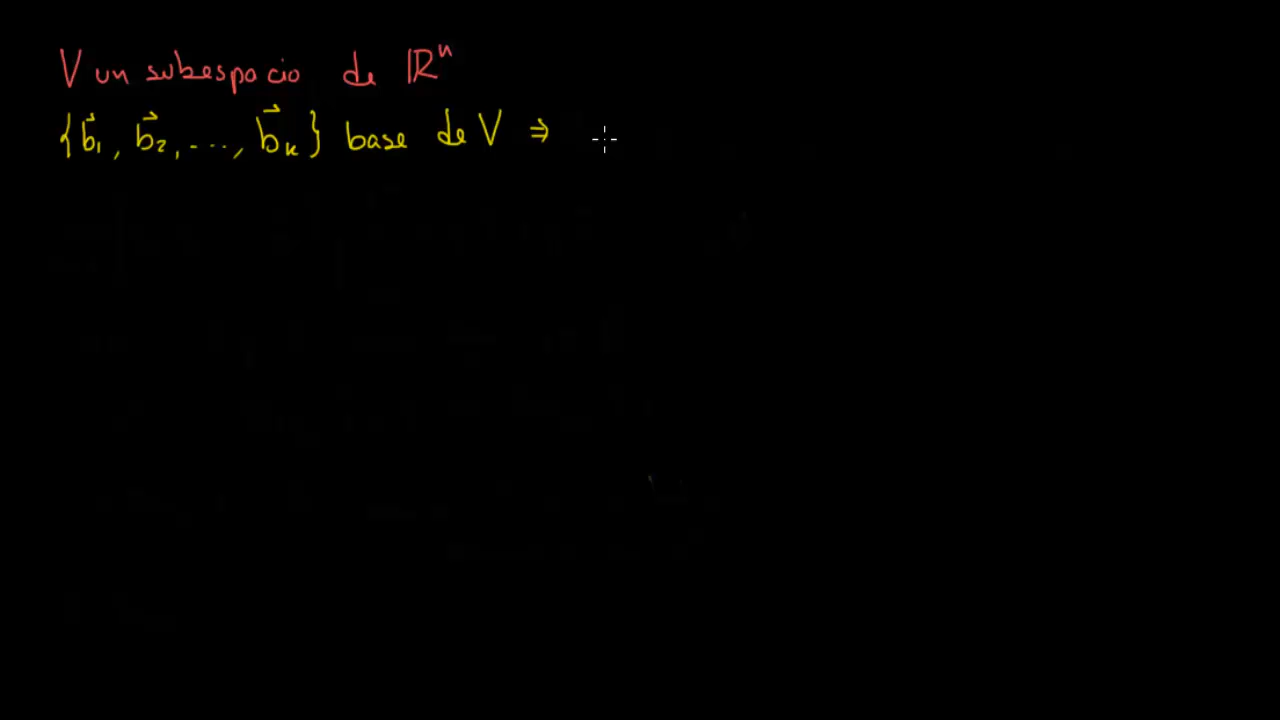 V un subespacio de ℝⁿ
{b⃗₁, b⃗₂, ..., b⃗ₖ} base de V ⇒